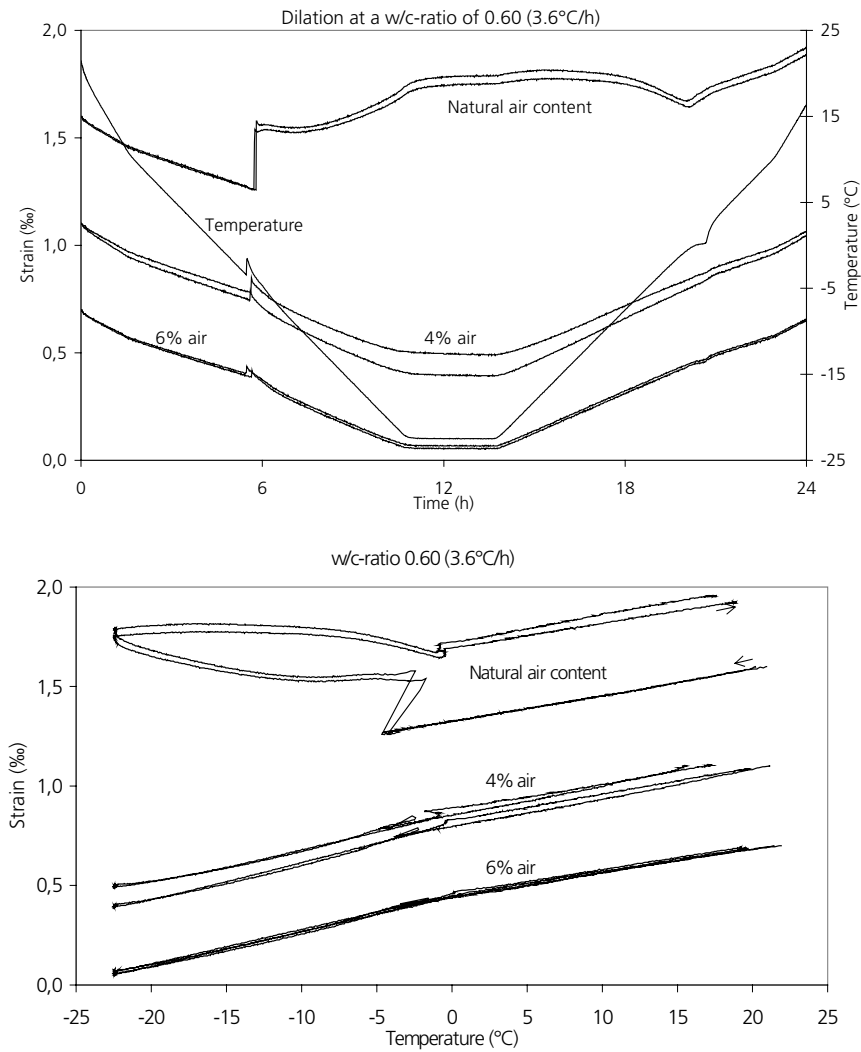 Dilation at a w/c-ratio of 0.60 (3.6°C/h)
2,0
1,5
1,0
0,5
0,0
Strain (‰)
25
15
5
-5
-15
-25
Temperature (°C)
Natural air content
Temperature
4% air
6% air
0
6
12
18
24
Time (h)
w/c-ratio 0.60 (3.6°C/h)
2,0
1,5
1,0
0,5
0,0
Strain (‰)
Natural air content
4% air
6% air
-25
-20
-15
-10
-5
0
5
10
15
20
25
Temperature (°C)